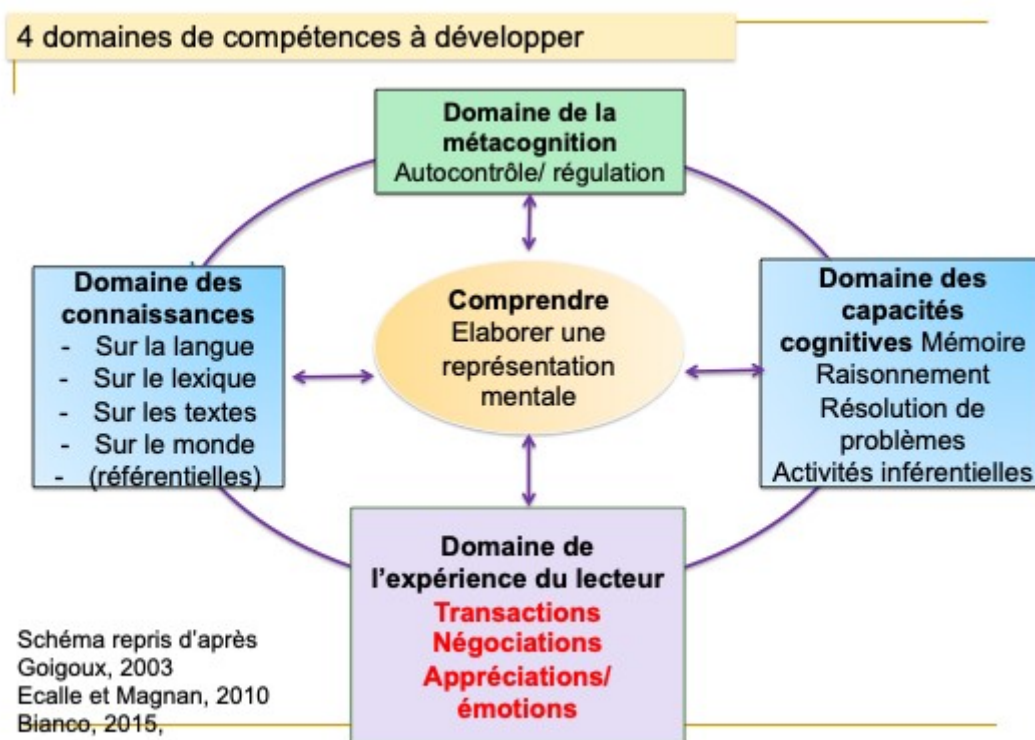 4 domaines de compétences à développer
Domaine de la
métacognition
Autocontrôle/ régulation
Domaine des
connaissances
- Sur la langue
- Sur le lexique
- Sur les textes
- Sur le monde
- (référentielles)
Comprendre
Elaborer une
représentation
mentale
Domaine des
capacités
cognitives Mémoire
Raisonnement
Résolution de
problèmes
Activités inférentielles
Domaine de
l’expérience du lecteur
Transactions
Négociations
Appréciations/
émotions
Schéma repris d’après
Goigoux, 2003
Ecalle et Magnan, 2010
Bianco, 2015,